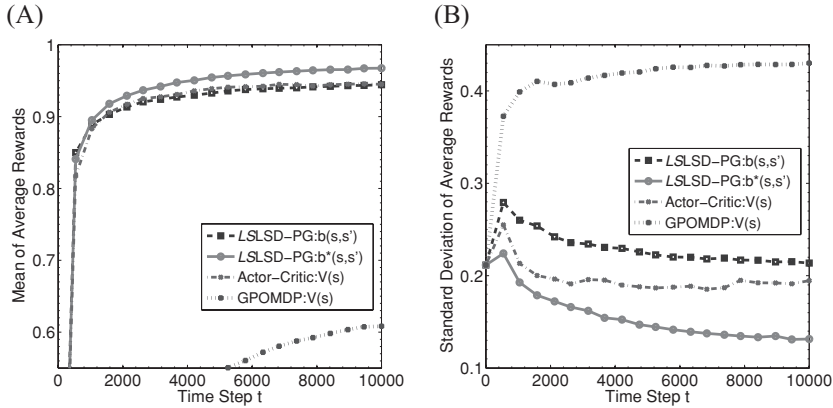 (A)
Mean of Average Rewards
1
0.9
0.8
0.7
0.6
LSLSD-PG:b(s,s')
LSLSD-PG:b*(s,s')
Actor-Critic:V(s)
GPOMDP:V(s)
0 2000 4000 6000 8000 10000
Time Step t
(B)
Standard Deviation of Average Rewards
0.4
0.3
0.2
0.1
LSLSD-PG:b(s,s')
LSLSD-PG:b*(s,s')
Actor-Critic:V(s)
GPOMDP:V(s)
0 2000 4000 6000 8000 10000
Time Step t